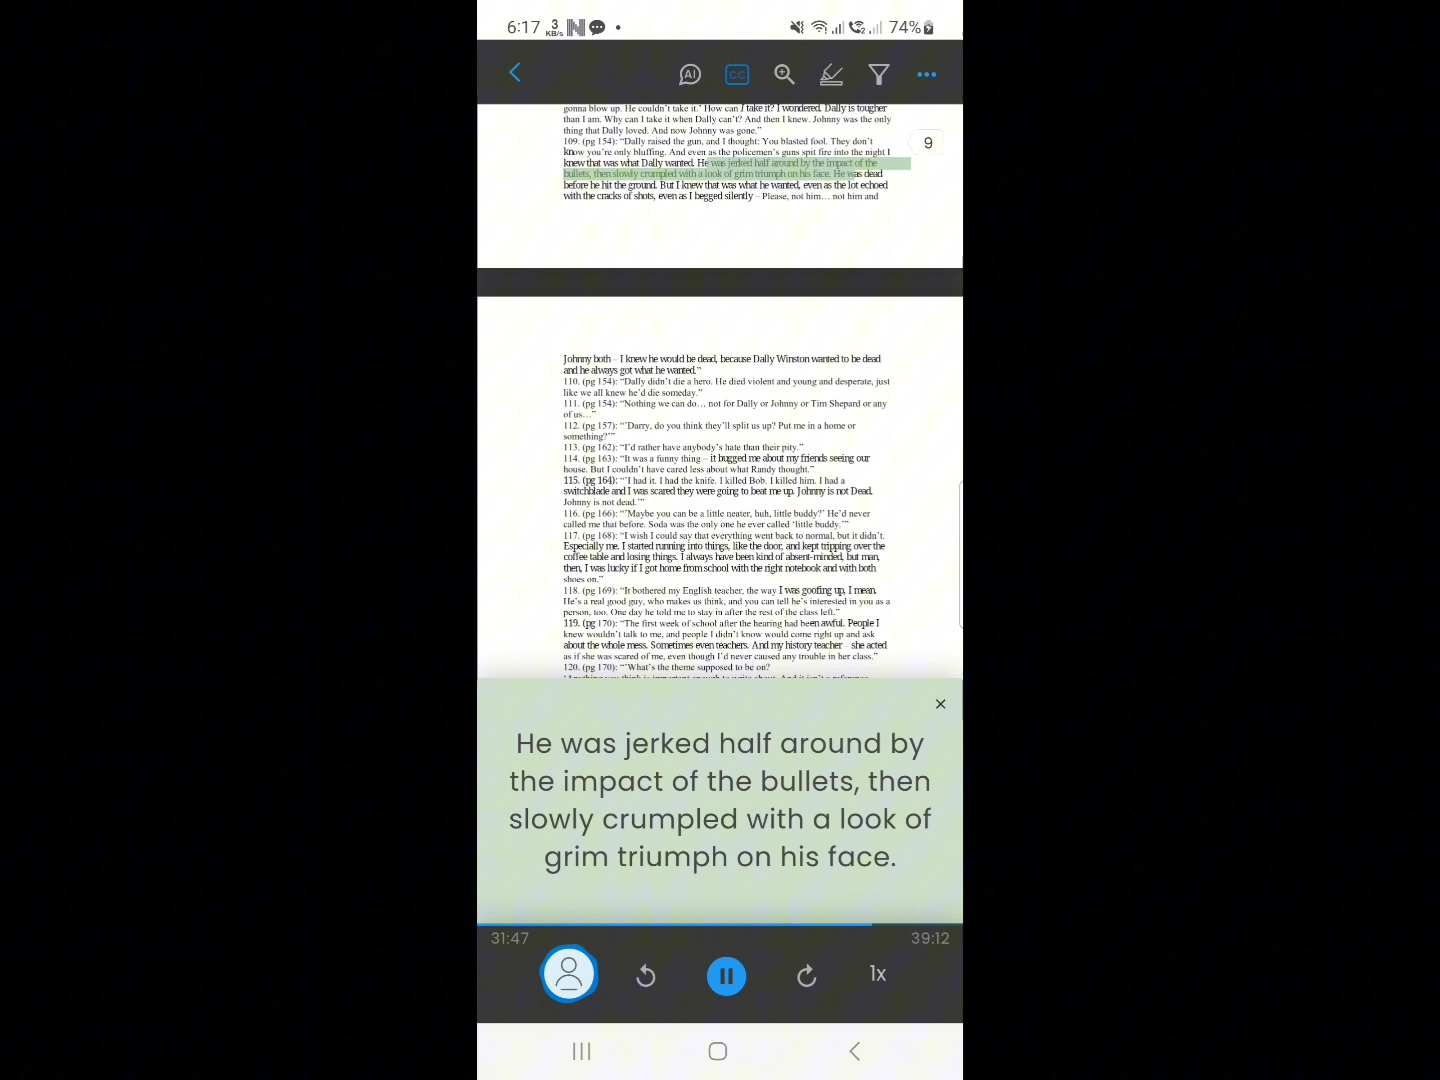 6:17 3 KB/s 2 74%
AI CC
gonna blow up. He couldn't take it.' How can I take it? I wondered. Dally is tougher
than I am. Why can I take it when Dally can't? And then I knew. Johnny was the only
thing that Dally loved. And now Johnny was gone.”
9
109. (pg 154): “Dally raised the gun, and I thought: You blasted fool. They don't
know you're only bluffing. And even as the policemen's guns spit fire into the night I
knew that was what Dally wanted. He was jerked half around by the impact of the
bullets, then slowly crumpled with a look of grim triumph on his face. He was dead
before he hit the ground. But I knew that was what he wanted, even as the lot echoed
with the cracks of shots, even as I begged silently – Please, not him… not him and
Johnny both – I knew he would be dead, because Dally Winston wanted to be dead
and he always got what he wanted.”
110. (pg 154): “Dally didn't die a hero. He died violent and young and desperate, just
like we all knew he'd die someday.”
111. (pg 154): “Nothing we can do… not for Dally or Johnny or Tim Shepard or any
of us…”
112. (pg 157): “'Darry, do you think they'll split us up? Put me in a home or
something?'”
113. (pg 162): “I'd rather have anybody's hate than their pity.”
114. (pg 163): “It was a funny thing – it bugged me about my friends seeing our
house. But I couldn't have cared less about what Randy thought.”
115. (pg 164): “'I had it. I had the knife. I killed Bob. I killed him. I had a
switchblade and I was scared they were going to beat me up. Johnny is not Dead.
Johnny is not dead.'”
116. (pg 166): “'Maybe you can be a little neater, huh, little buddy?' He'd never
called me that before. Soda was the only one he ever called 'little buddy.'”
117. (pg 168): “I wish I could say that everything went back to normal, but it didn't.
Especially me. I started running into things, like the door, and kept tripping over the
coffee table and losing things. I always have been kind of absent-minded, but man,
then, I was lucky if I got home from school with the right notebook and with both
shoes on.”
118. (pg 169): “It bothered my English teacher, the way I was goofing up, I mean.
He's a real good guy, who makes us think, and you can tell he's interested in you as a
person, too. One day he told me to stay in after the rest of the class left.”
119. (pg 170): “The first week of school after the hearing had been awful. People I
knew wouldn't talk to me, and people I didn't know would come right up and ask
about the whole mess. Sometimes even teachers. And my history teacher – she acted
as if she was scared of me, even though I'd never caused any trouble in her class.”
120. (pg 170): “'What's the theme supposed to be on?
He was jerked half around by
the impact of the bullets, then
slowly crumpled with a look of
grim triumph on his face.
31:47 39:12
1x